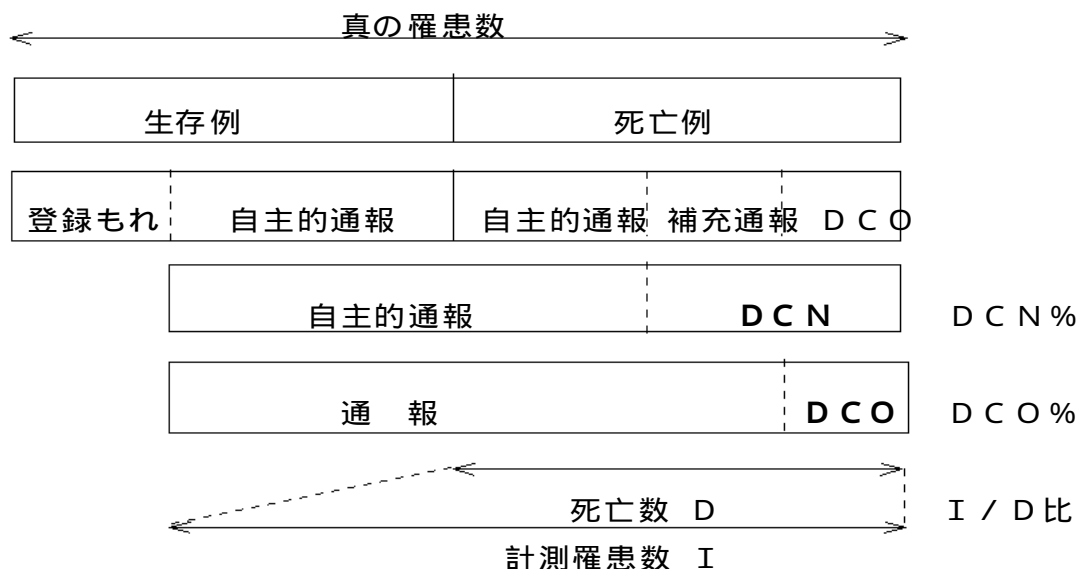 真の罹患数
生存例 死亡例
登録もれ 自主的通報 自主的通報 補充通報 ＤＣＯ
自主的通報 ＤＣＮ ＤＣＮ％
通　報 ＤＣＯ ＤＣＯ％
死亡数 Ｄ Ｉ／Ｄ比
計測罹患数 Ｉ